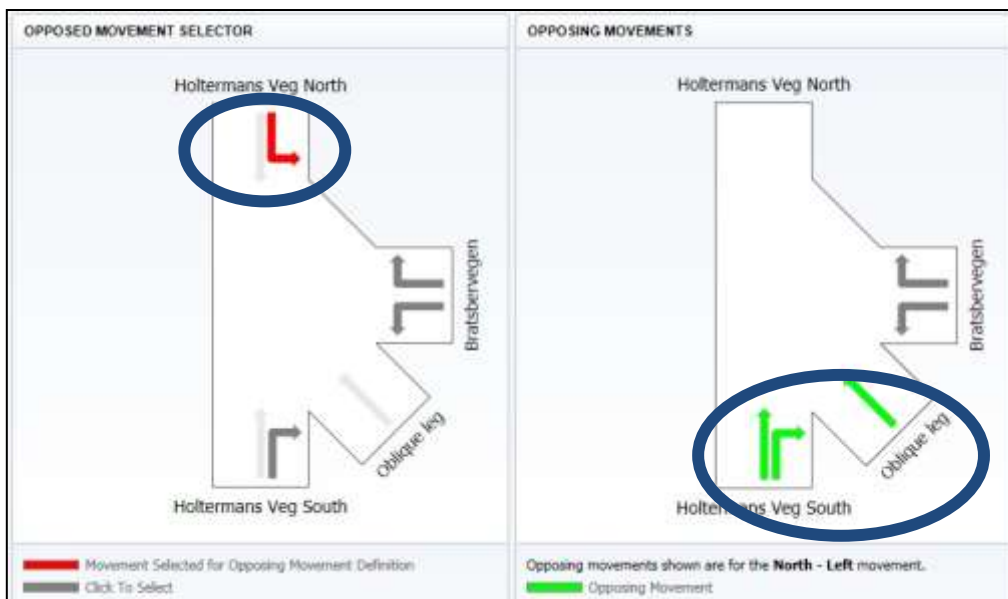 OPPOSED MOVEMENT SELECTOR
Holtermans Veg North
Bratsbervegen
Oblique leg
Holtermans Veg South
Movement Selected for Opposing Movement Definition
Click To Select
OPPOSING MOVEMENTS
Holtermans Veg North
Bratsbervegen
Oblique leg
Holtermans Veg South
Opposing movements shown are for the North - Left movement.
Opposing Movement